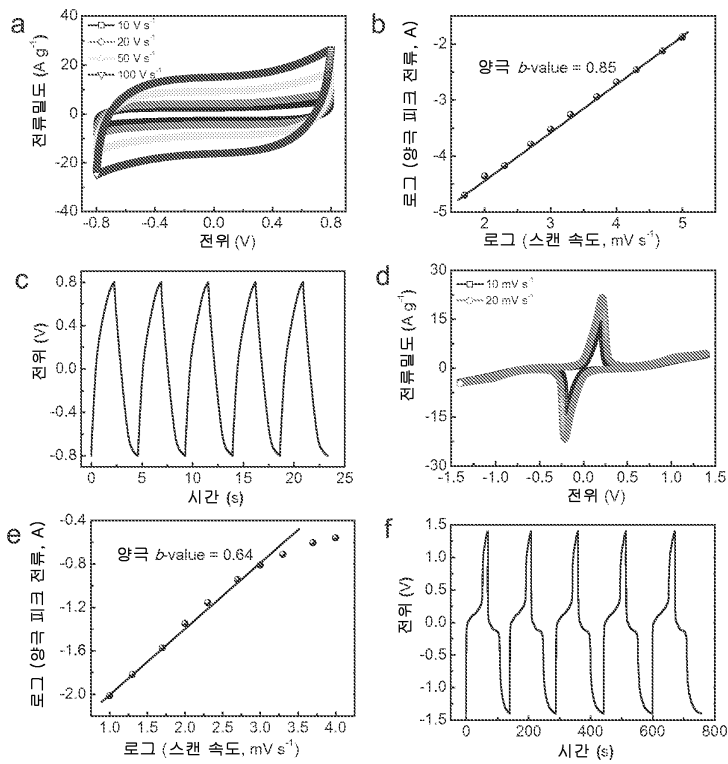 a
10 V s⁻¹
20 V s⁻¹
50 V s⁻¹
100 V s⁻¹
전류밀도 (A g⁻¹)
40
20
0
-20
-40
-0.8 -0.4 0.0 0.4 0.8
전위 (V)
b
양극 b-value = 0.85
로그 (양극 피크 전류, A)
-2
-3
-4
-5
2 3 4 5
로그 (스캔 속도, mV s⁻¹)
c
전위 (V)
0.8
0.4
0.0
-0.4
-0.8
0 5 10 15 20 25
시간 (s)
d
10 mV s⁻¹
20 mV s⁻¹
전류밀도 (A g⁻¹)
30
15
0
-15
-30
-1.5 -1.0 -0.5 0.0 0.5 1.0 1.5
전위 (V)
e
양극 b-value = 0.64
로그 (양극 피크 전류, A)
-0.4
-0.8
-1.2
-1.6
-2.0
1.0 1.5 2.0 2.5 3.0 3.5 4.0
로그 (스캔 속도, mV s⁻¹)
f
전위 (V)
1.5
1.0
0.5
0.0
-0.5
-1.0
-1.5
0 200 400 600 800
시간 (s)